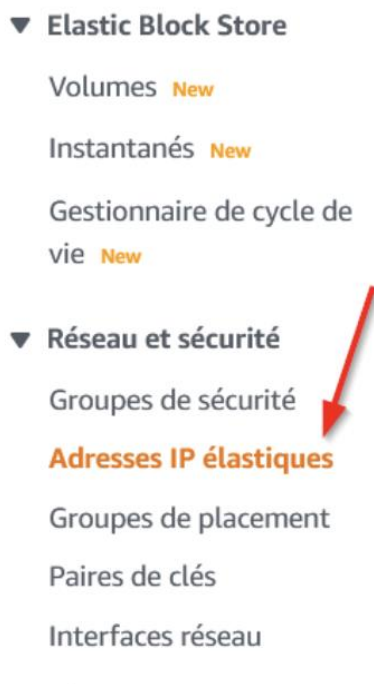 Elastic Block Store
Volumes New
Instantanés New
Gestionnaire de cycle de
vie New
Réseau et sécurité
Groupes de sécurité
Adresses IP élastiques
Groupes de placement
Paires de clés
Interfaces réseau